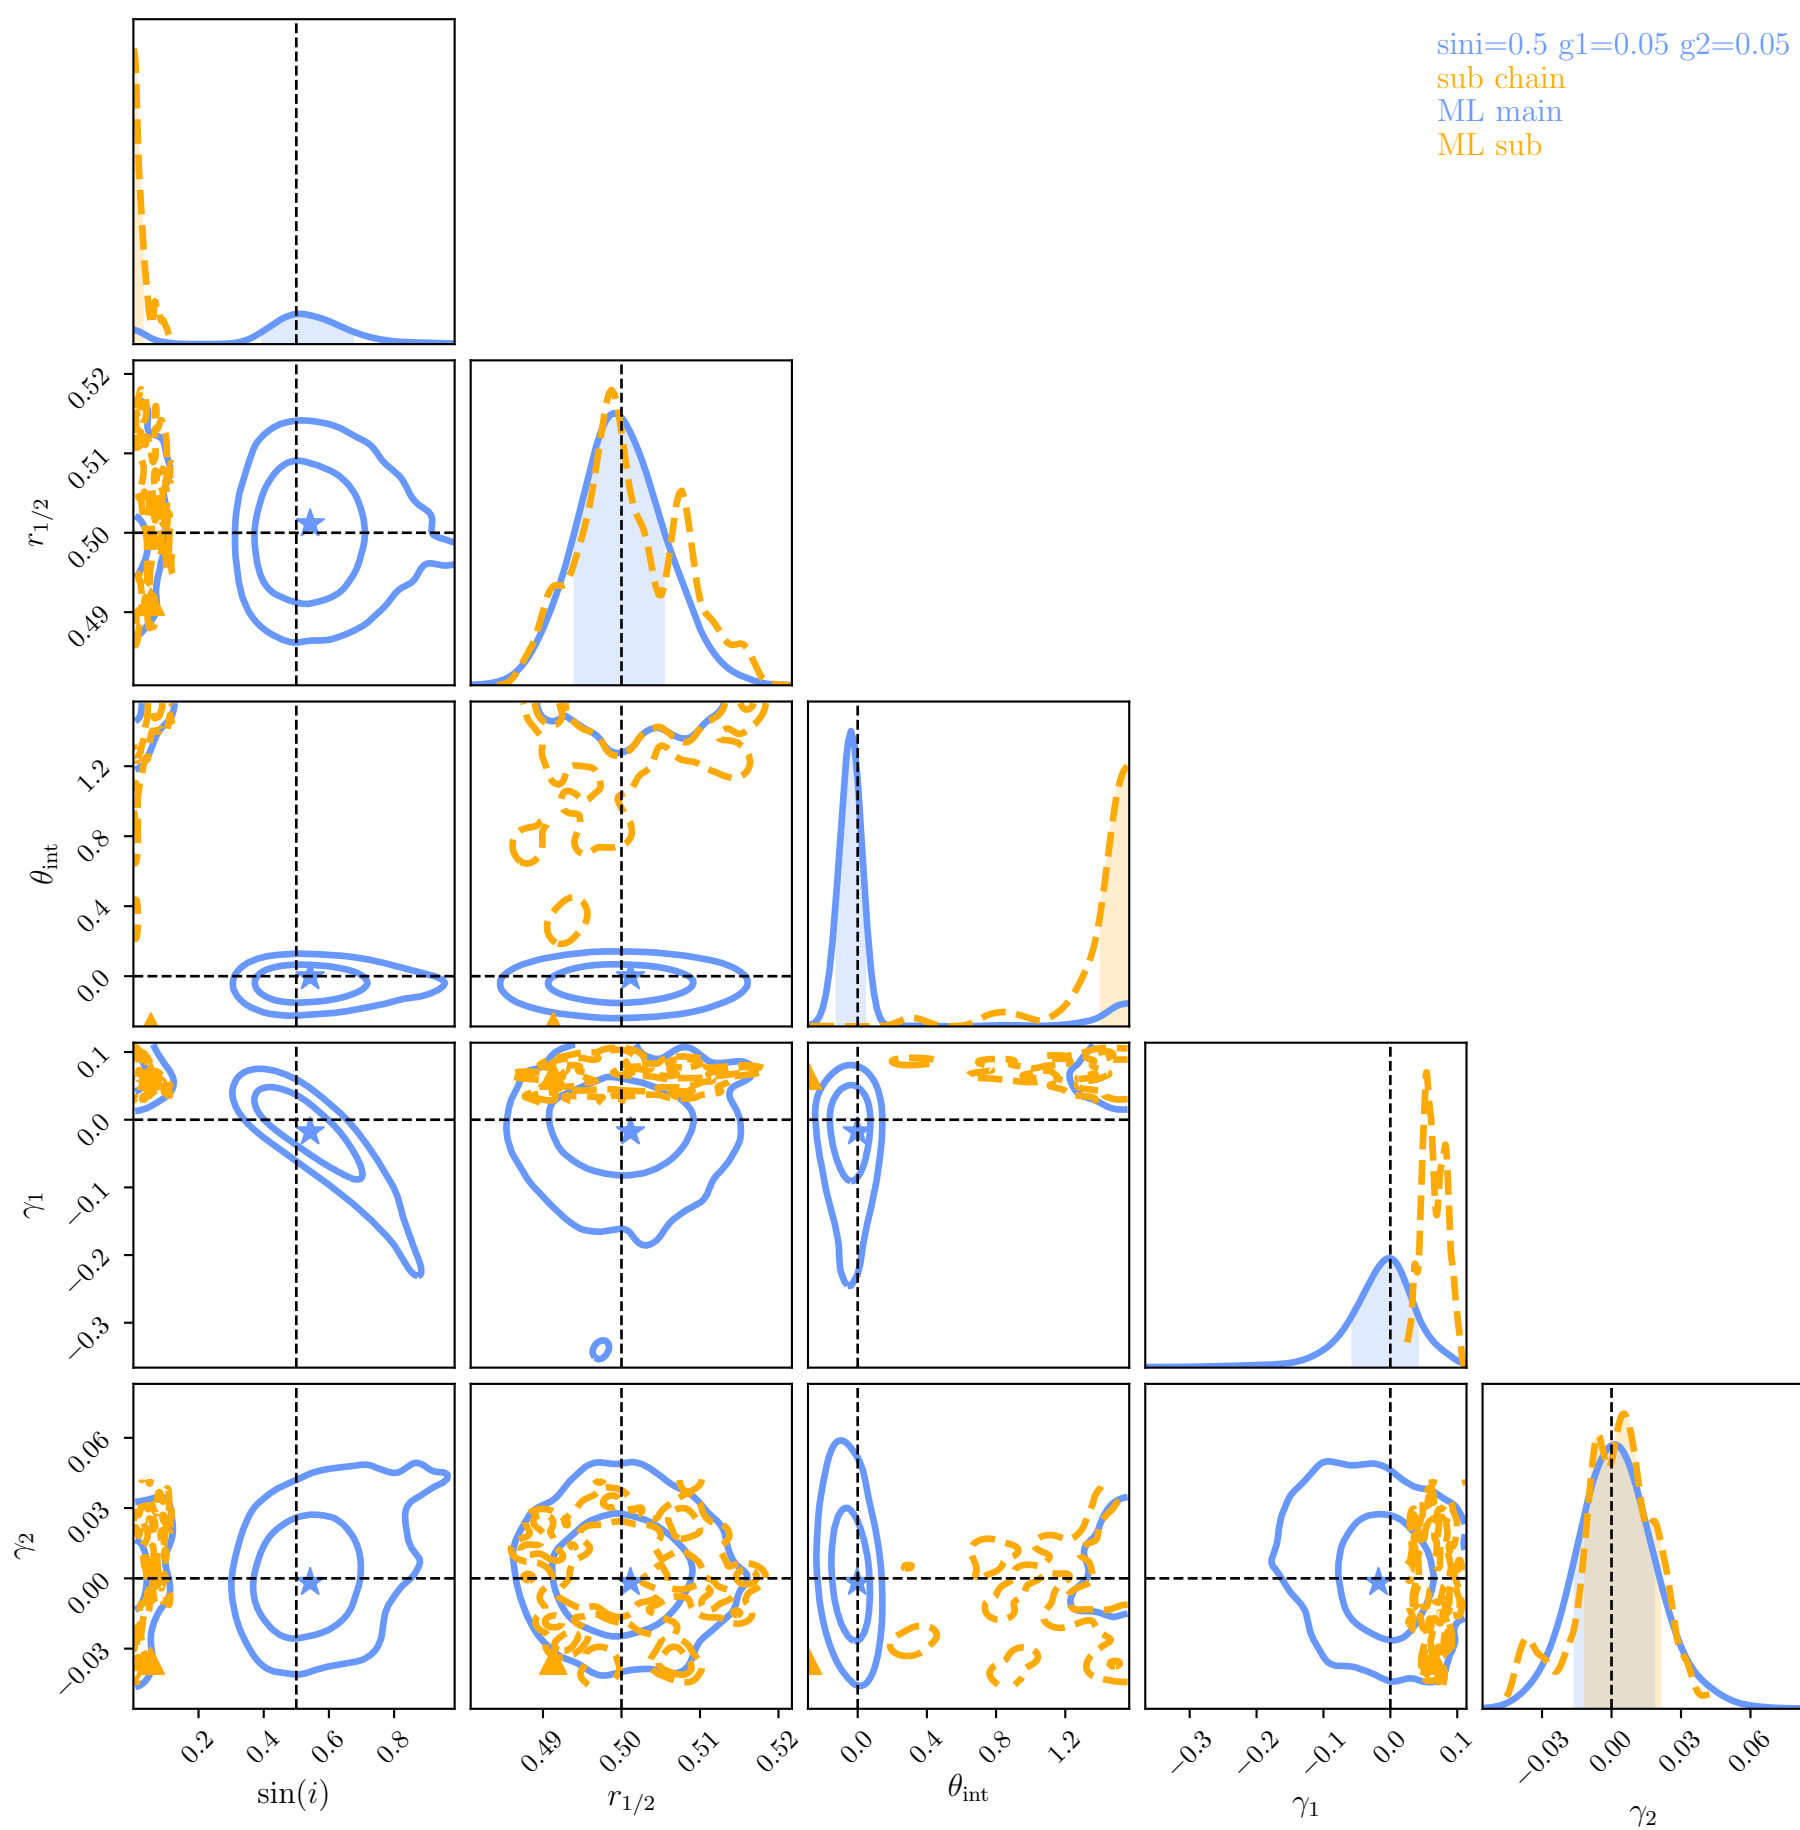 sini=0.5 g1=0.05 g2=0.05
sub chain
ML main
ML sub
0.52
0.51
0.50
0.49
r1/2
1.2
0.8
0.4
0.0
θint
0.1
0.0
−0.1
−0.2
−0.3
γ1
0.06
0.03
0.00
−0.03
γ2
0.2 0.4 0.6 0.8
0.49 0.50 0.51 0.52
0.0 0.4 0.8 1.2
−0.3 −0.2 −0.1 0.0 0.1
−0.03 0.00 0.03 0.06
sin(i)
r1/2
θint
γ1
γ2